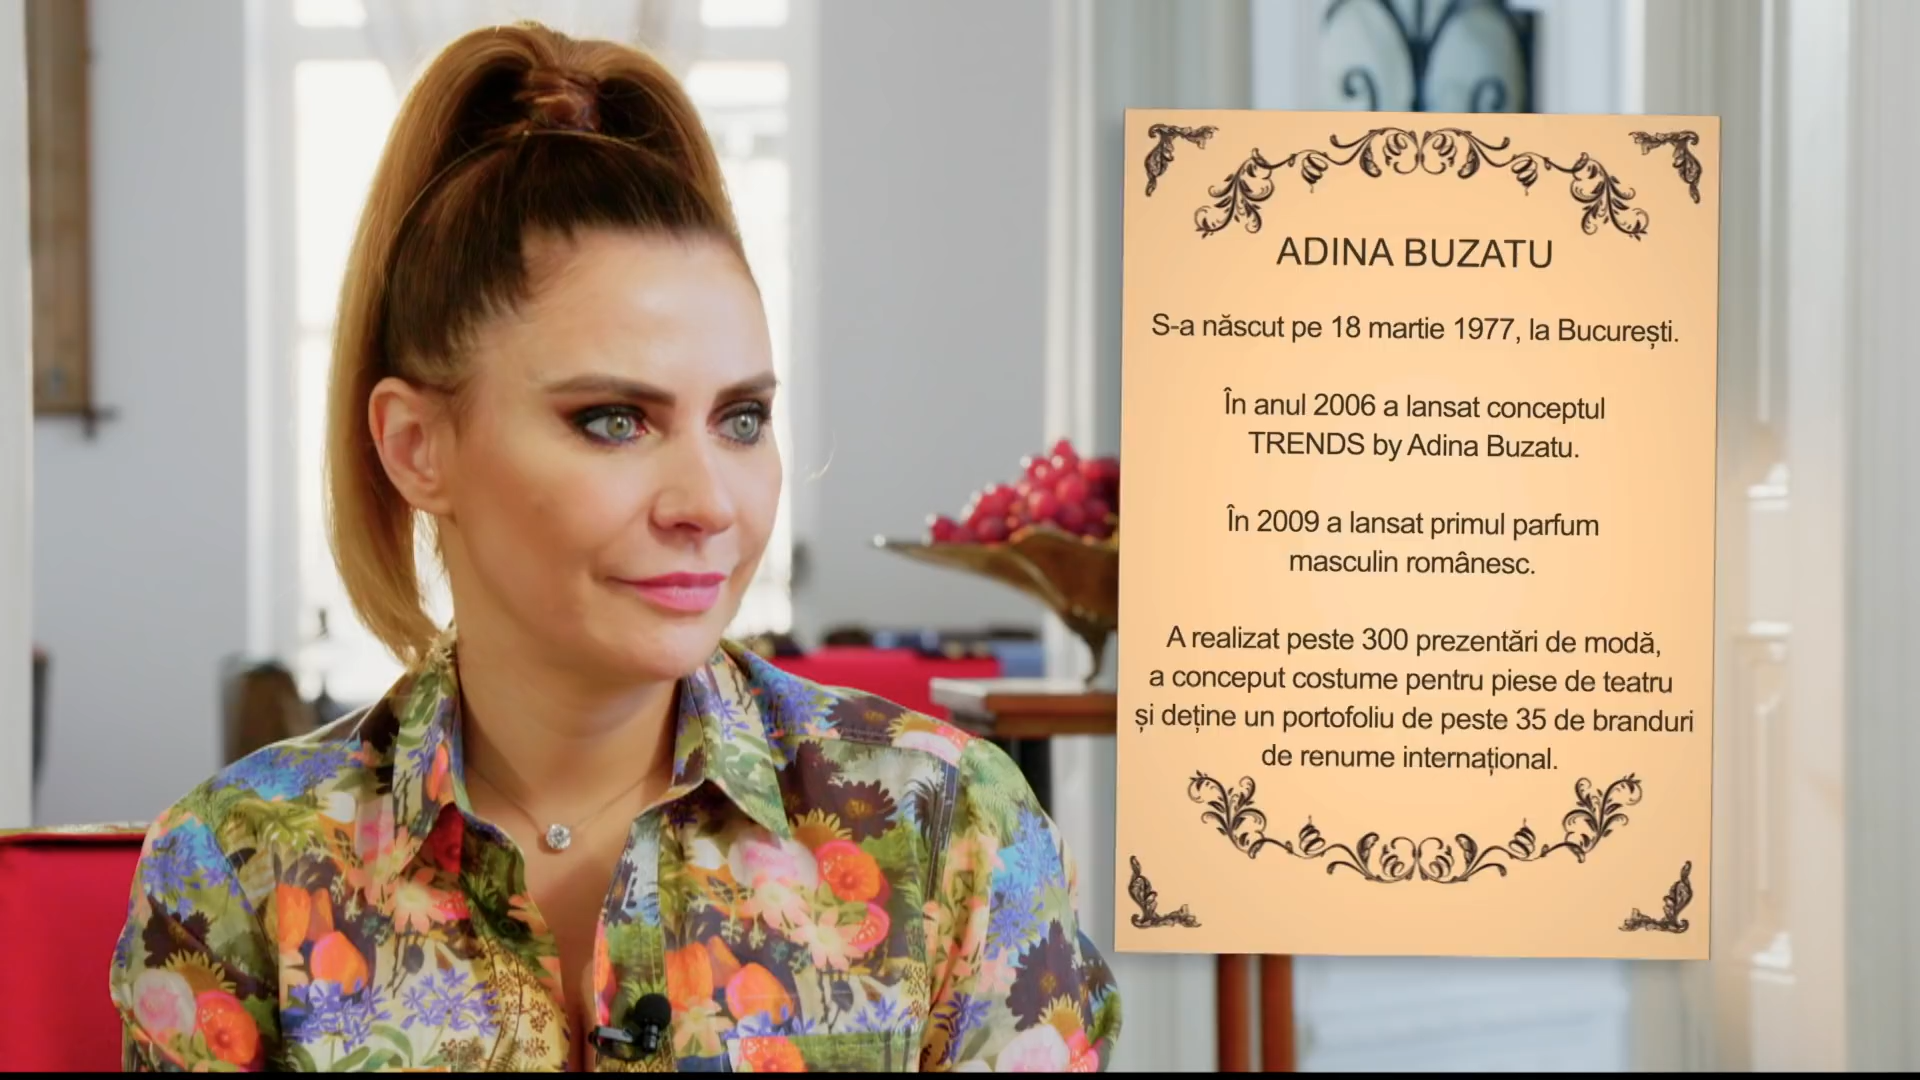 ADINA BUZATU
S-a născut pe 18 martie 1977, la București.
În anul 2006 a lansat conceptul
TRENDS by Adina Buzatu.
În 2009 a lansat primul parfum
masculin românesc.
A realizat peste 300 prezentări de modă,
a conceput costume pentru piese de teatru
și deține un portofoliu de peste 35 de branduri
de renume internațional.